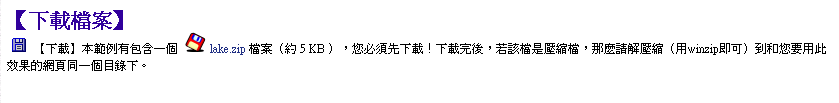 【下載檔案】
【下載】本範例有包含一個 lake.zip 檔案（約 5 KB ），您必須先下載！下載完後，若該檔是壓縮檔，那麼請解壓縮（用winzip即可）到和您要用此
效果的網頁同一個目錄下。